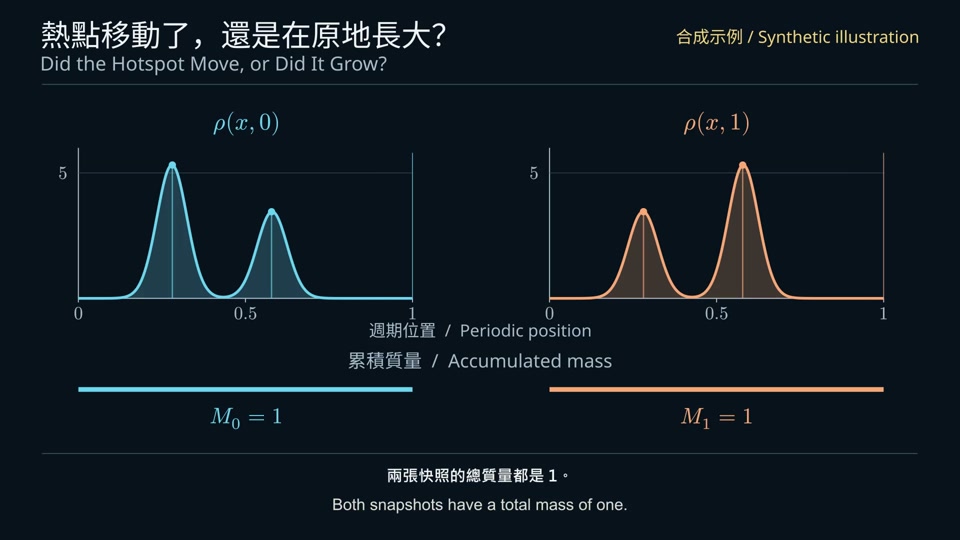 熱點移動了，還是在原地長大？
Did the Hotspot Move, or Did It Grow?
合成示例 / Synthetic illustration
ρ(x, 0)
5
0
0.5
1
ρ(x, 1)
5
0
0.5
1
週期位置 / Periodic position
累積質量 / Accumulated mass
M₀ = 1
M₁ = 1
兩張快照的總質量都是 1。
Both snapshots have a total mass of one.